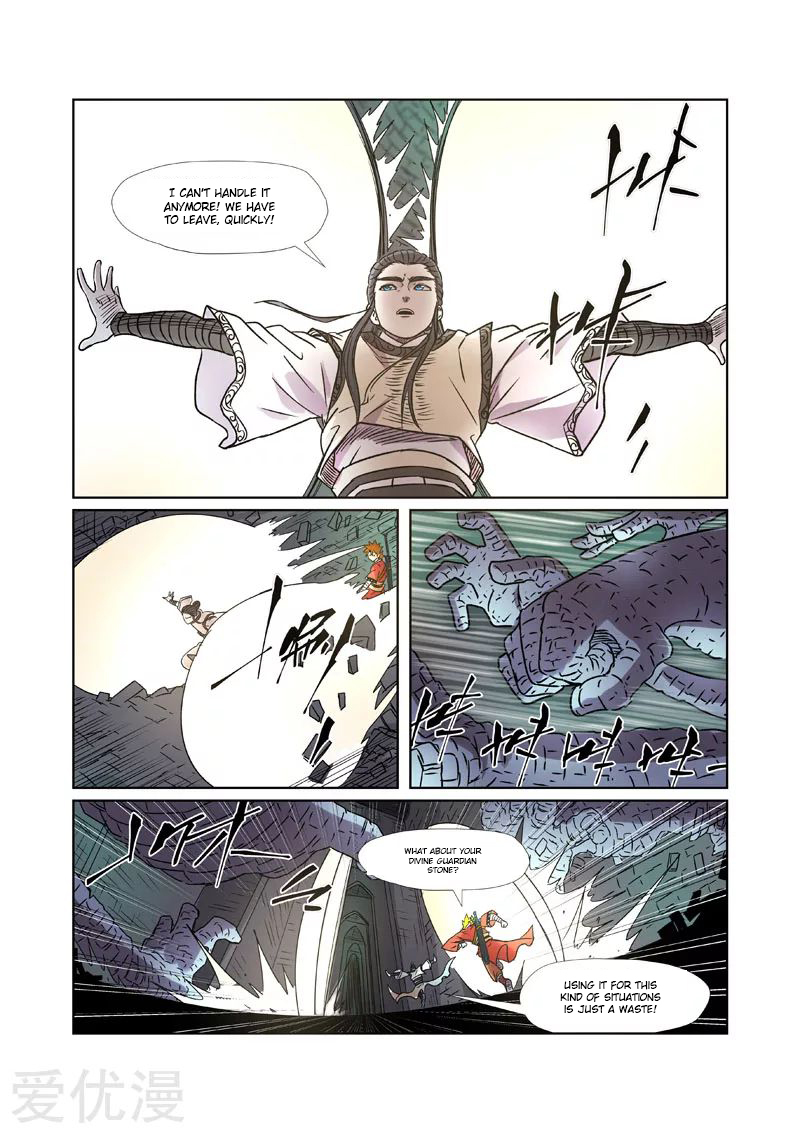 I CAN'T HANDLE IT
ANYMORE! WE HAVE
TO LEAVE, QUICKLY!
WHAT ABOUT YOUR
DIVINE GUARDIAN
STONE?
USING IT FOR THIS
KIND OF SITUATIONS
IS JUST A WASTE!
爱优漫